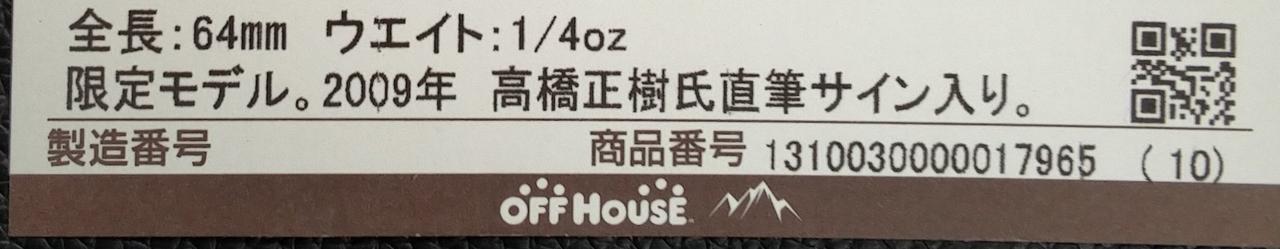 全長:64mm ウエイト:1/4oz
限定モデル。2009年 高橋正樹氏直筆サイン入り。
製造番号 商品番号 1310030000017965 (10)
OFF HOUSE